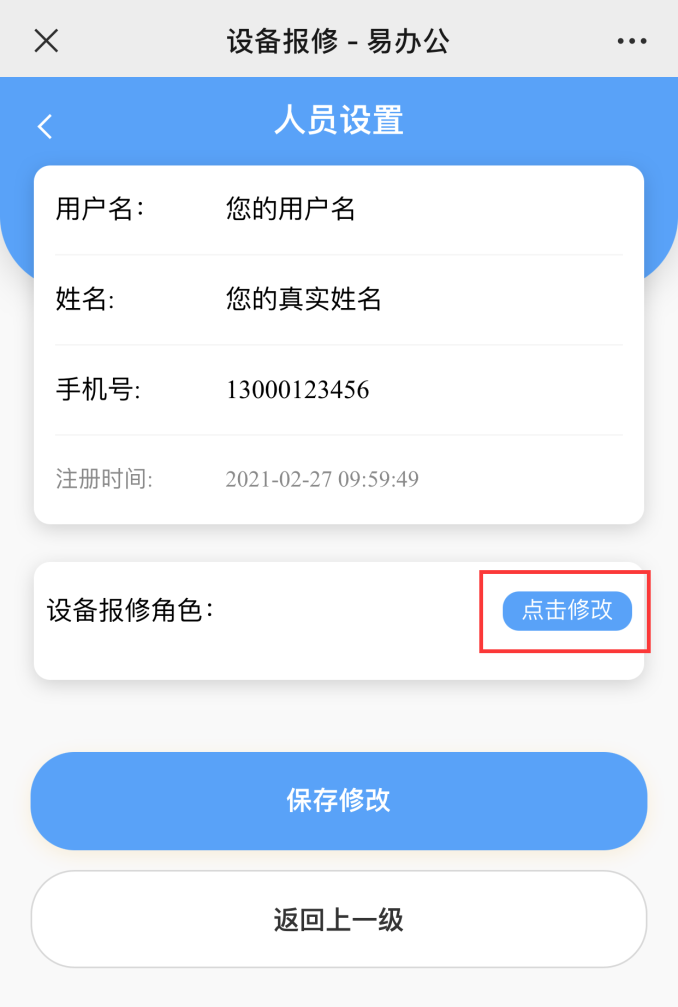 设备报修 - 易办公
人员设置
用户名： 您的用户名
姓名: 您的真实姓名
手机号: 13000123456
注册时间: 2021-02-27 09:59:49
设备报修角色： 点击修改
保存修改
返回上一级